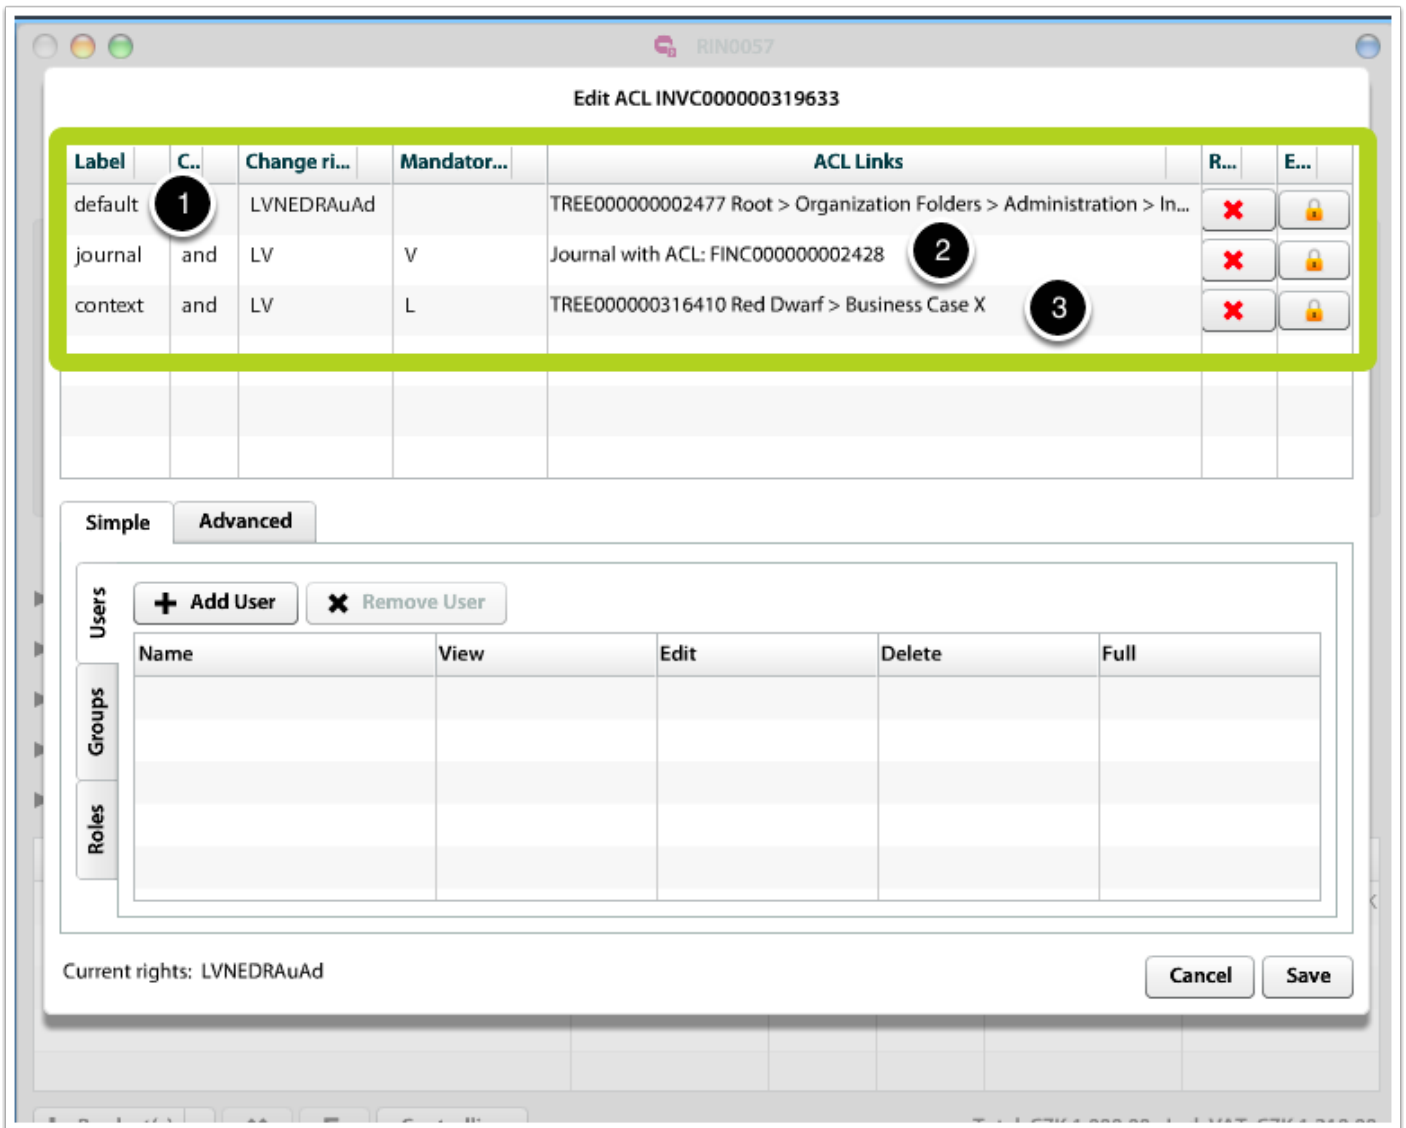 RIN0057
Edit ACL INVC000000319633
Label C.. Change ri... Mandator... ACL Links R... E...
default 1 LVNEDRAuAd TREE000000002477 Root > Organization Folders > Administration > In...
journal and LV V Journal with ACL: FINC000000002428 2
context and LV L TREE000000316410 Red Dwarf > Business Case X 3
Simple Advanced
Users
Add User Remove User
Name View Edit Delete Full
Groups
Roles
K
Current rights: LVNEDRAuAd
Cancel Save